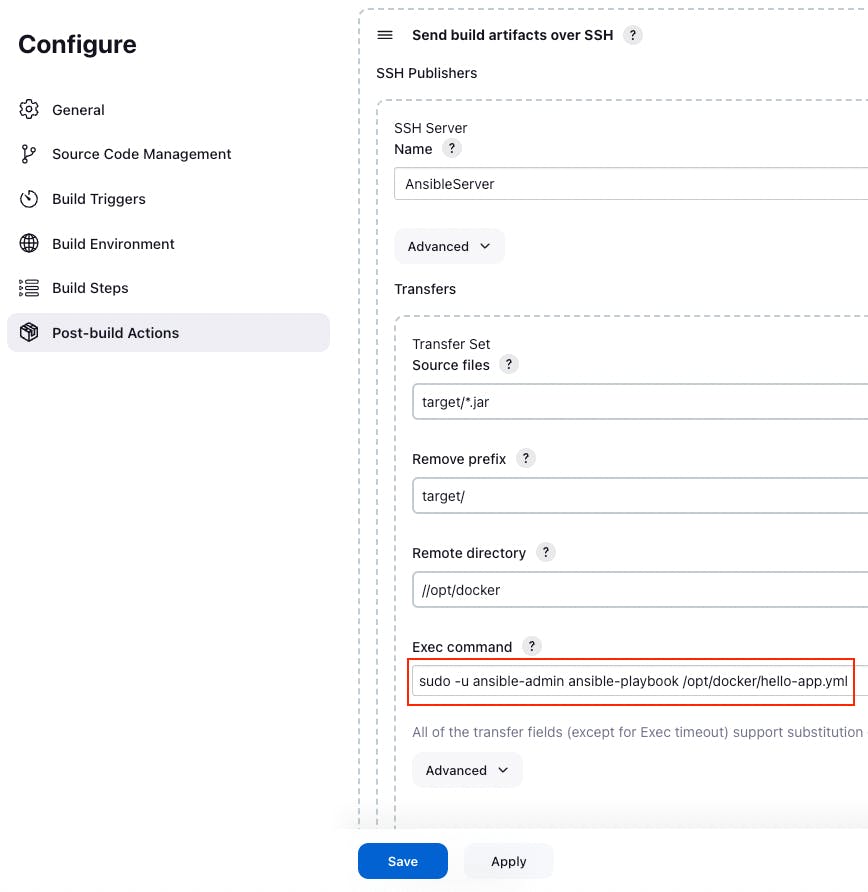 Configure
General
Source Code Management
Build Triggers
Build Environment
Build Steps
Post-build Actions
Send build artifacts over SSH ?
SSH Publishers
SSH Server
Name ?
AnsibleServer
Advanced
Transfers
Transfer Set
Source files ?
target/*.jar
Remove prefix ?
target/
Remote directory ?
//opt/docker
Exec command ?
sudo -u ansible-admin ansible-playbook /opt/docker/hello-app.yml
All of the transfer fields (except for Exec timeout) support substitution
Advanced
Save
Apply